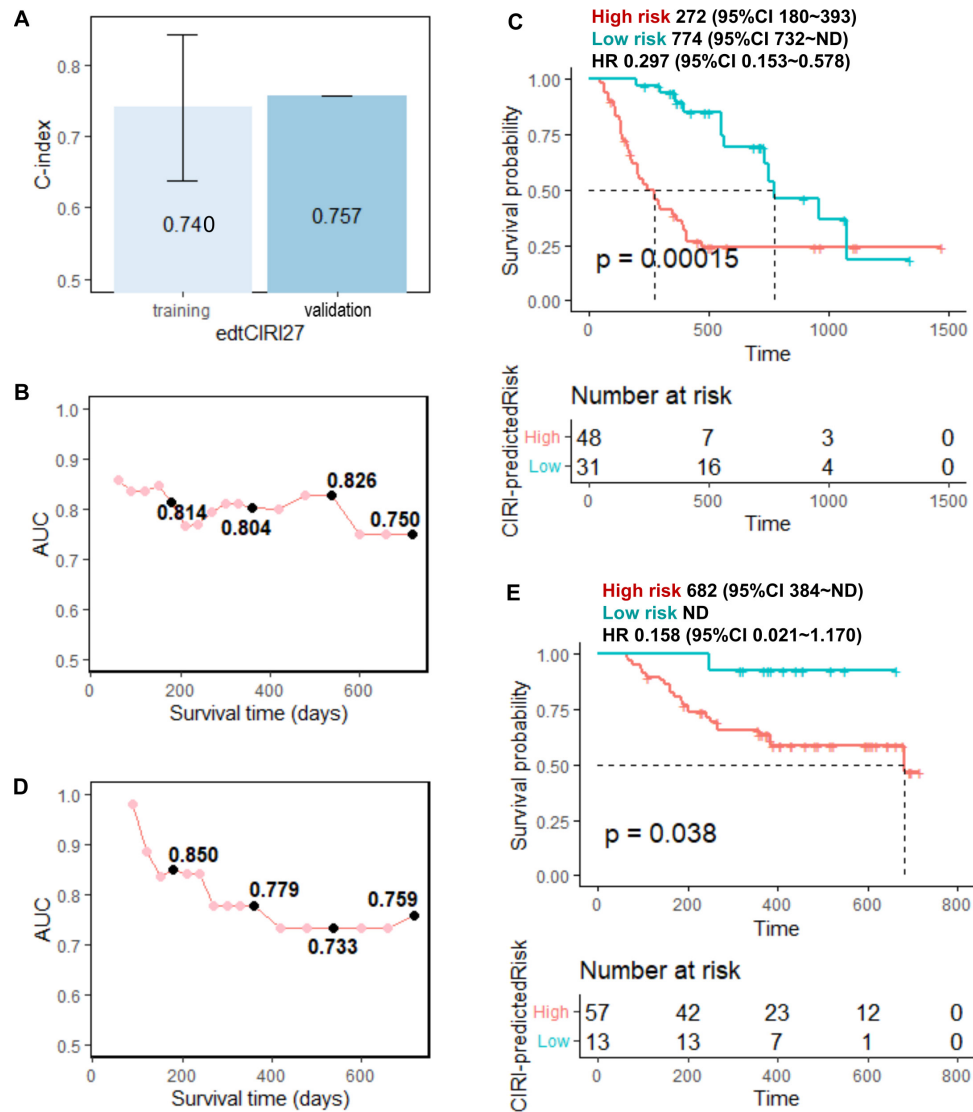 A
0.8
0.7
0.6
0.5
C-index
0.740
0.757
training
validation
edtCIRI27
B
1.0
0.9
0.8
0.7
0.6
0.5
AUC
0.814
0.804
0.826
0.750
0
200
400
600
Survival time (days)
C
High risk 272 (95%CI 180~393)
Low risk 774 (95%CI 732~ND)
HR 0.297 (95%CI 0.153~0.578)
1.00
0.75
0.50
0.25
0.00
Survival probability
p = 0.00015
0
500
1000
1500
Time
Number at risk
CIRI-predictedRisk
High 48 7 3 0
Low 31 16 4 0
0
500
1000
1500
Time
D
1.0
0.9
0.8
0.7
0.6
0.5
AUC
0.850
0.779
0.733
0.759
0
200
400
600
Survival time (days)
E
High risk 682 (95%CI 384~ND)
Low risk ND
HR 0.158 (95%CI 0.021~1.170)
1.00
0.75
0.50
0.25
0.00
Survival probability
p = 0.038
0
200
400
600
800
Time
Number at risk
CIRI-predictedRisk
High 57 42 23 12 0
Low 13 13 7 1 0
0
200
400
600
800
Time